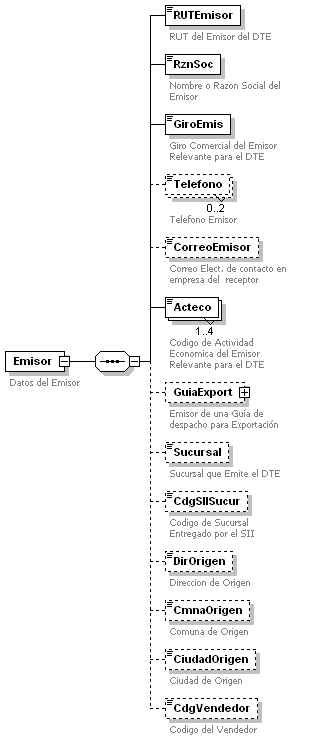 RUTEmisor
RUT del Emisor del DTE
RznSoc
Nombre o Razon Social del
Emisor
GiroEmis
Giro Comercial del Emisor
Relevante para el DTE
Telefono
0..2
Telefono Emisor
CorreoEmisor
Correo Elect. de contacto en
empresa del receptor
Acteco
1..4
Codigo de Actividad
Economica del Emisor
Relevante para el DTE
Emisor
Datos del Emisor
GuiaExport
Emisor de una Guía de
despacho para Exportación
Sucursal
Sucursal que Emite el DTE
CdgSIISucur
Codigo de Sucursal
Entregado por el SII
DirOrigen
Direccion de Origen
CmnaOrigen
Comuna de Origen
CiudadOrigen
Ciudad de Origen
CdgVendedor
Codigo del Vendedor